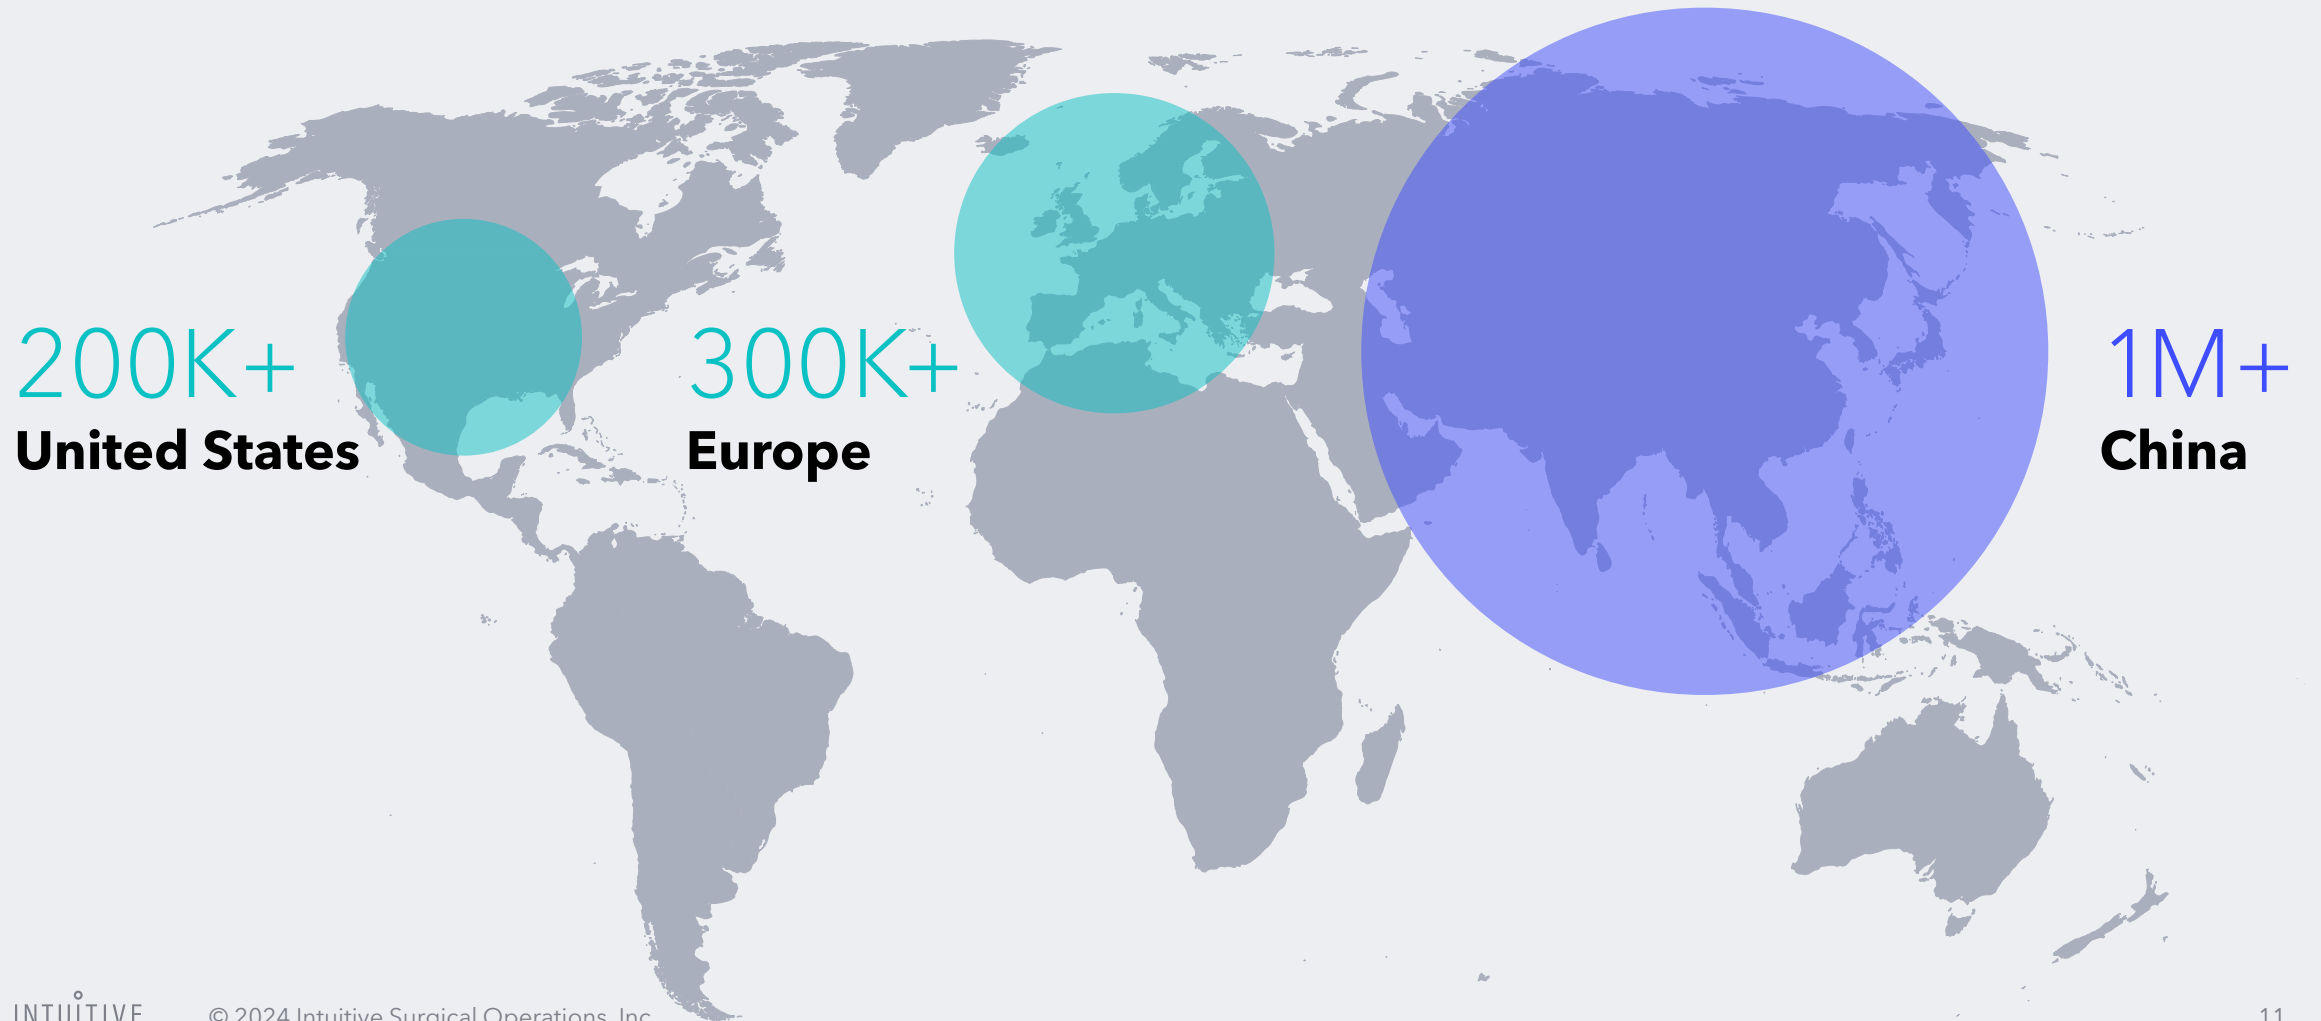 200K+
United States
300K+
Europe
1M+
China
INTUITIVE
© 2024 Intuitive Surgical Operations, Inc.
11